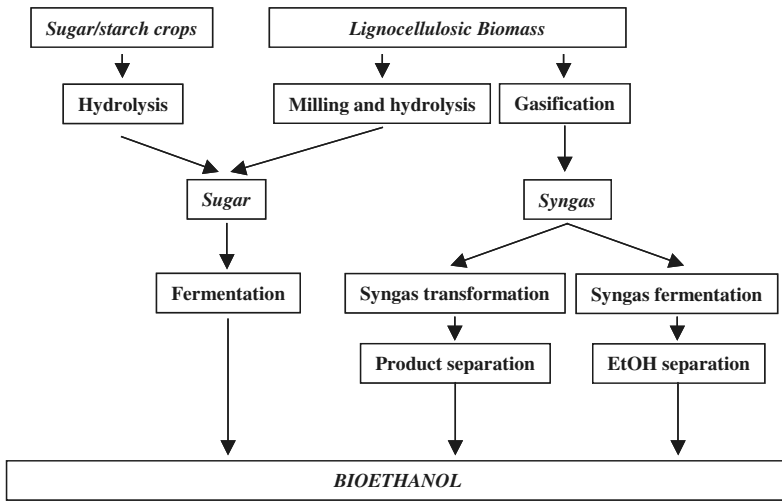 Sugar/starch crops
Lignocellulosic Biomass
Hydrolysis
Milling and hydrolysis
Gasification
Sugar
Syngas
Fermentation
Syngas transformation
Syngas fermentation
Product separation
EtOH separation
BIOETHANOL